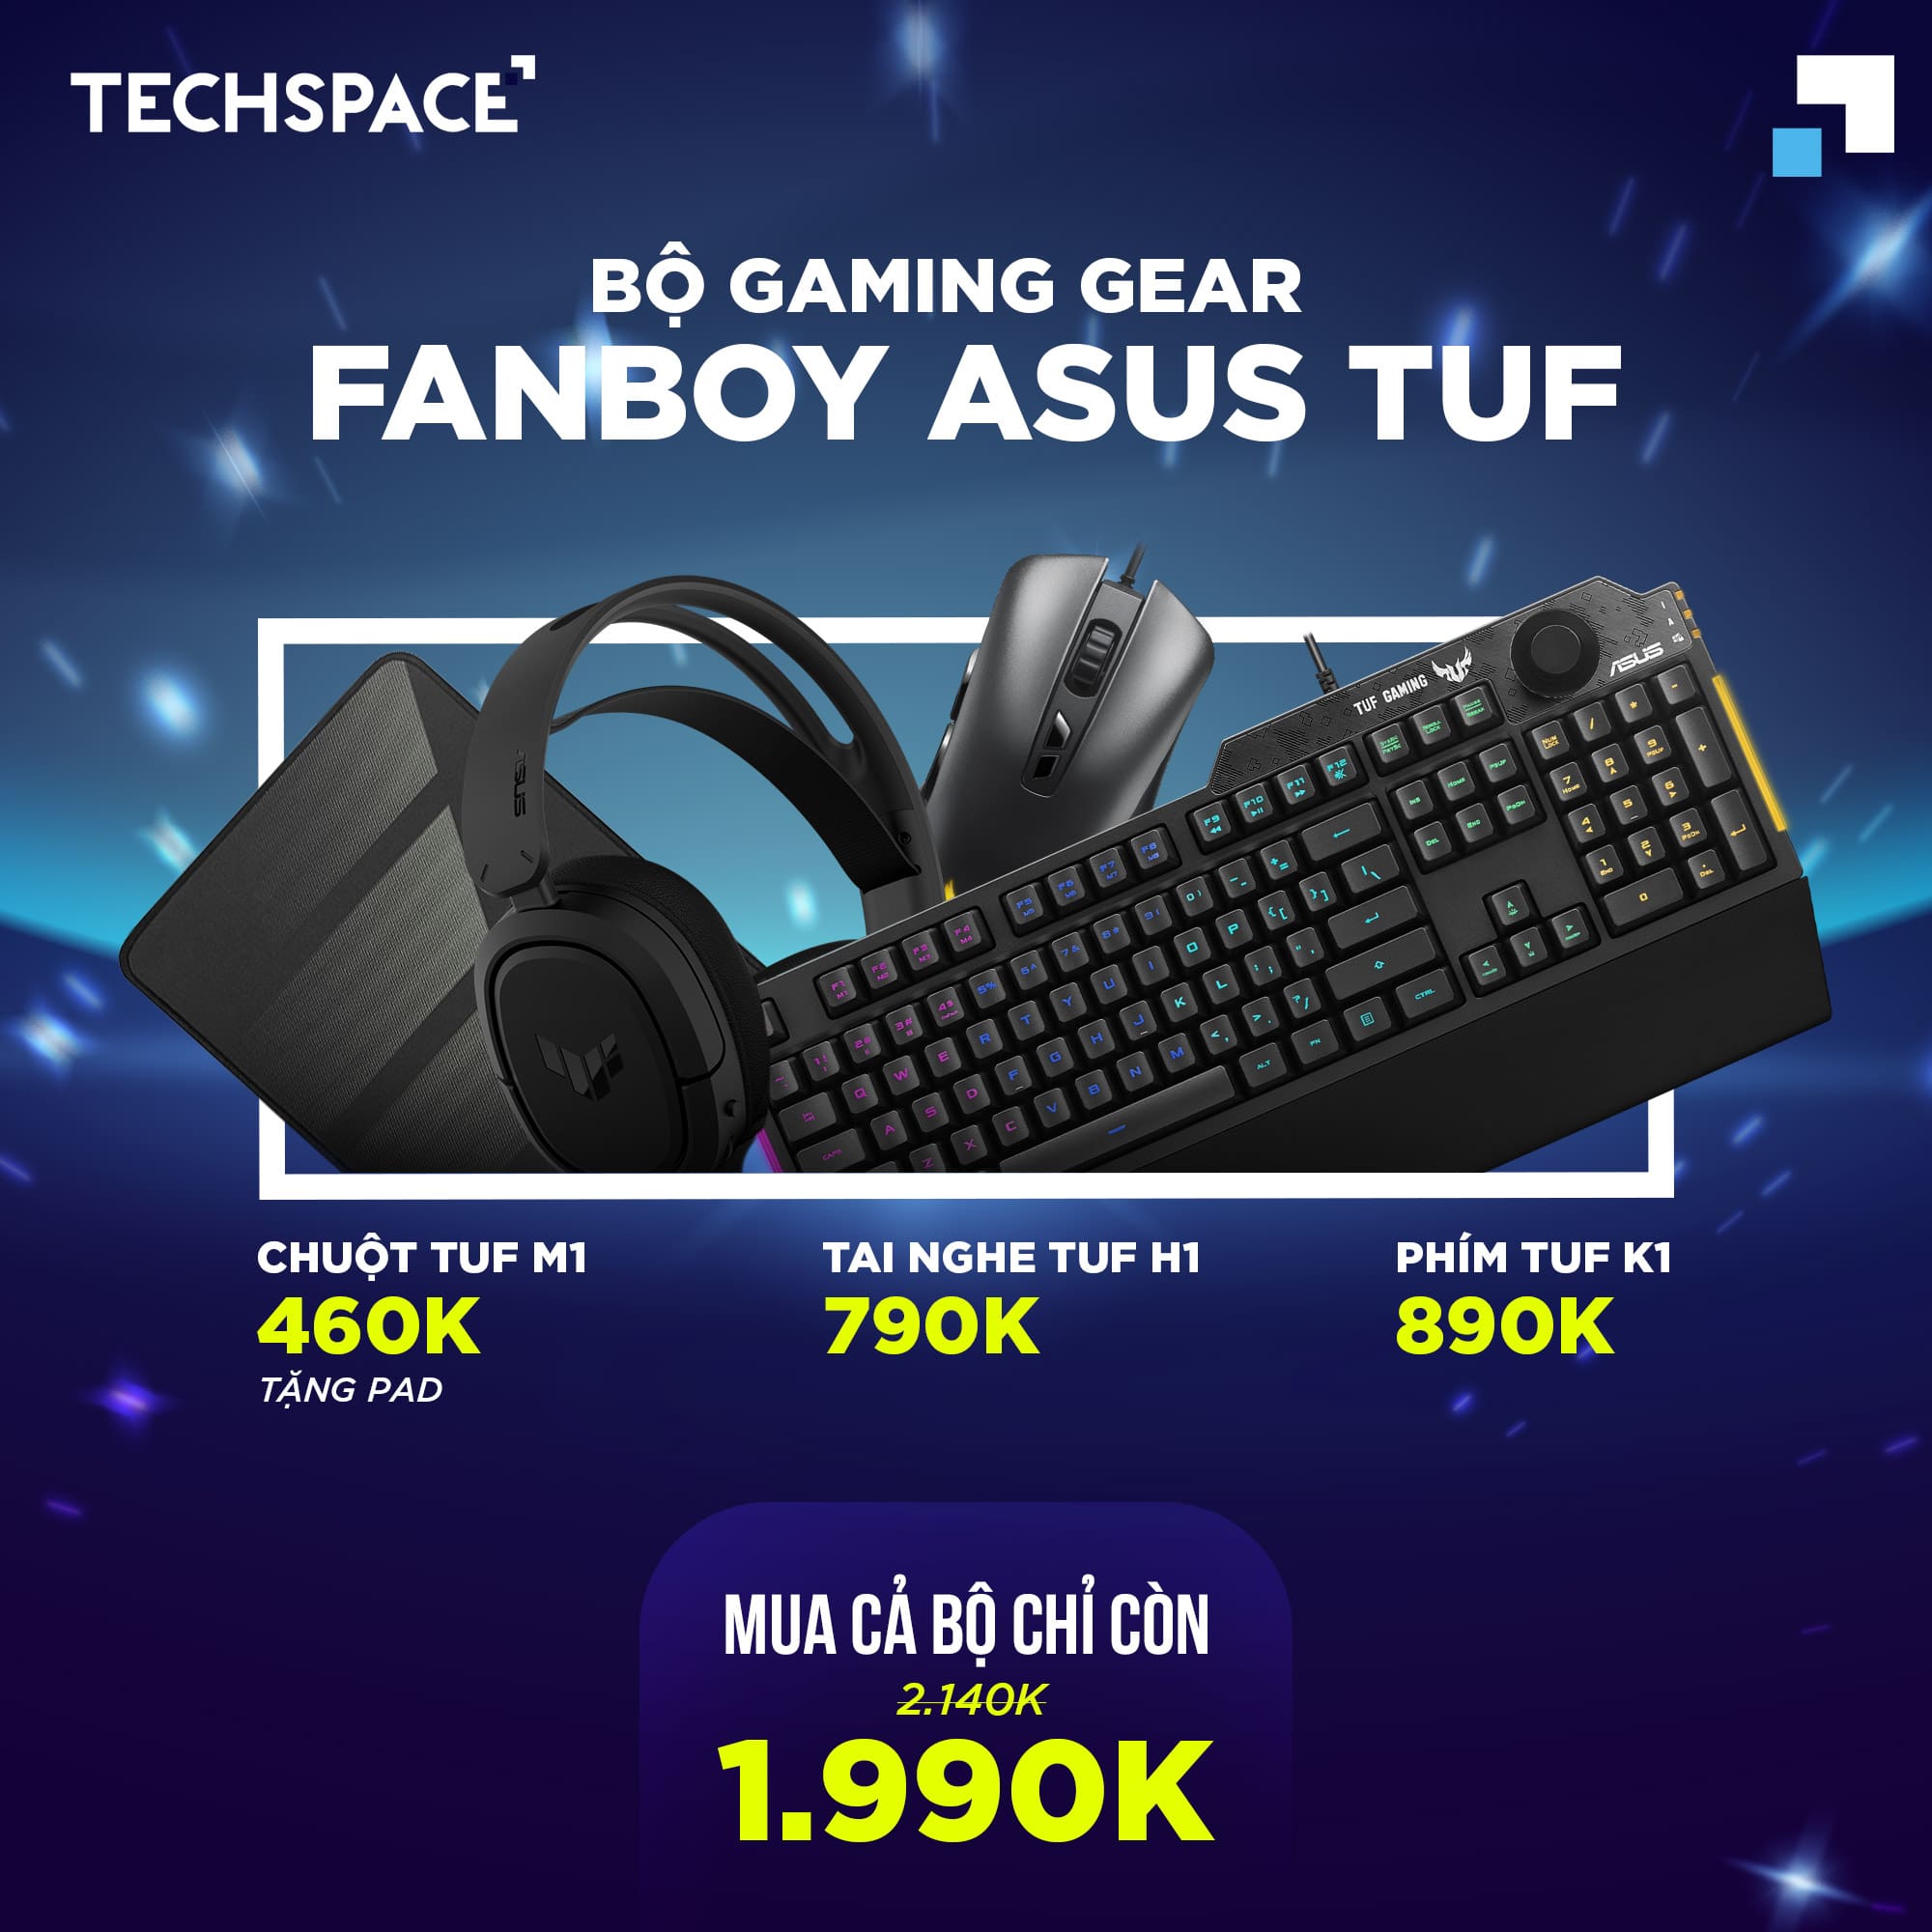 TECHSPACE
BỘ GAMING GEAR
FANBOY ASUS TUF
ASUS
TUF GAMING
ASUS
CHUỘT TUF M1
460K
TẶNG PAD
TAI NGHE TUF H1
790K
PHÍM TUF K1
890K
MUA CẢ BỘ CHỈ CÒN
2.140K
1.990K